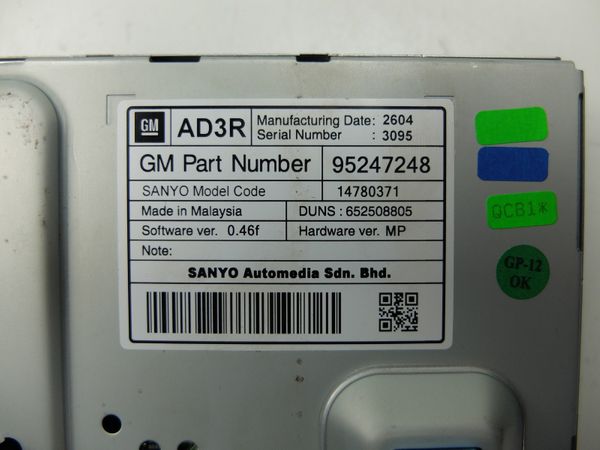 GM
AD3R
Manufacturing Date: 2604
Serial Number : 3095
GM Part Number 95247248
SANYO Model Code 14780371
Made in Malaysia DUNS : 652508805
Software ver. 0.46f Hardware ver. MP
Note:
SANYO Automedia Sdn. Bhd.
QCB1*
GP-12
OK